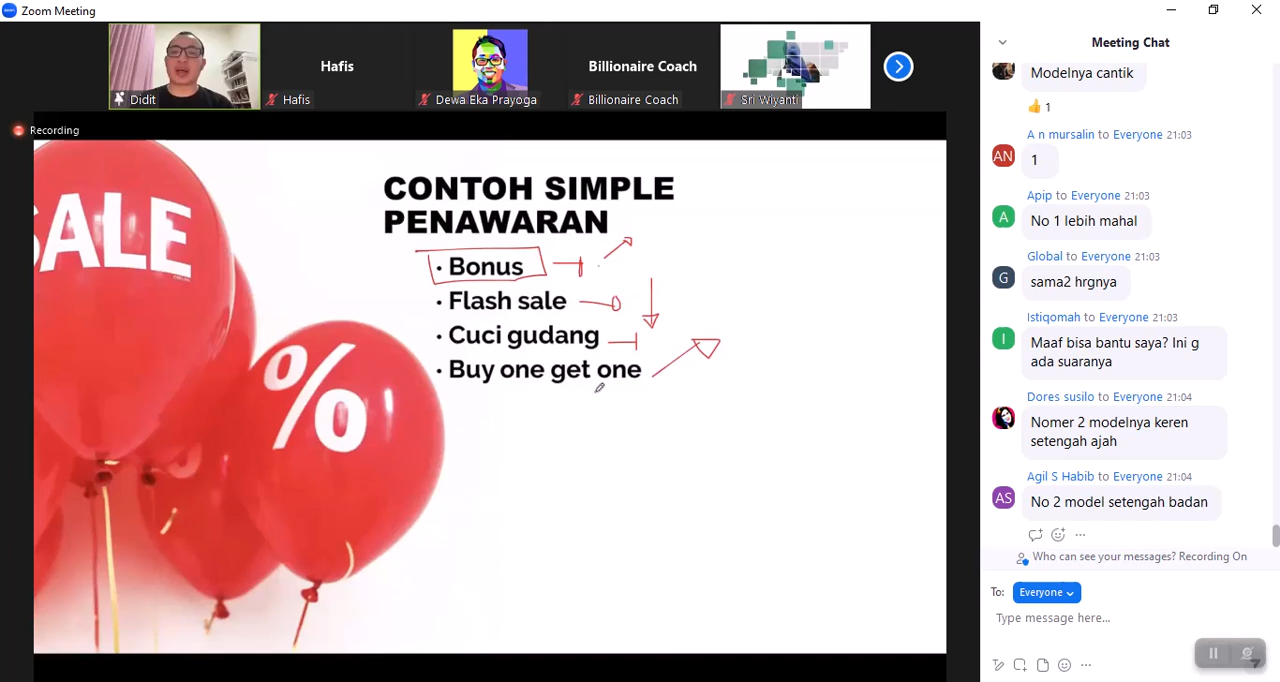 Zoom Meeting
Hafis
Billionaire Coach
Didit
Hafis
Dewa Eka Prayoga
Billionaire Coach
Sri Wiyanti
Recording
SALE
%
CONTOH SIMPLE
PENAWARAN
· Bonus
· Flash sale
· Cuci gudang
· Buy one get one
Meeting Chat
Modelnya cantik
👍 1
A n mursalin to Everyone 21:03
AN
1
Apip to Everyone 21:03
A
No 1 lebih mahal
Global to Everyone 21:03
G
sama2 hrgnya
Istiqomah to Everyone 21:03
I
Maaf bisa bantu saya? Ini g
ada suaranya
Dores susilo to Everyone 21:04
Nomer 2 modelnya keren
setengah ajah
Agil S Habib to Everyone 21:04
AS
No 2 model setengah badan
Who can see your messages? Recording On
To: Everyone
Type message here...